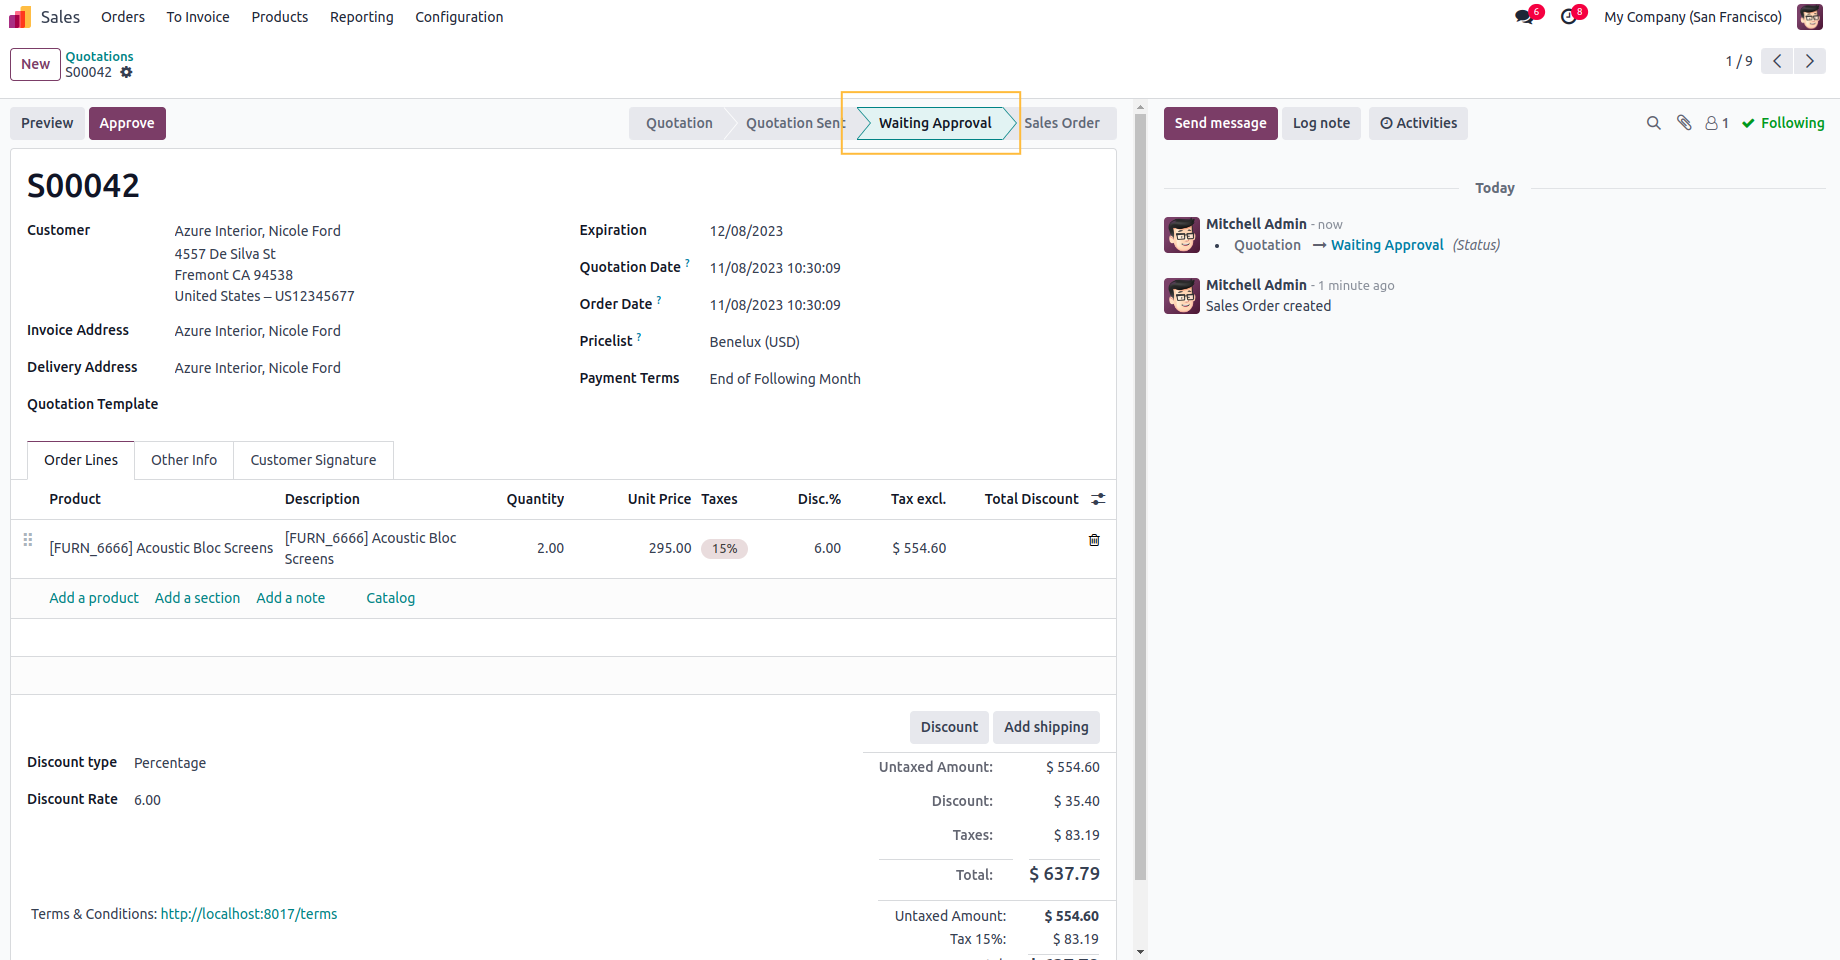 Sales Orders To Invoice Products Reporting Configuration 6 8 My Company (San Francisco)
New Quotations
S00042
1 / 9
Preview Approve Quotation Quotation Sent Waiting Approval Sales Order
Send message Log note Activities 1 Following
S00042
Customer Azure Interior, Nicole Ford
4557 De Silva St
Fremont CA 94538
United States – US12345677
Invoice Address Azure Interior, Nicole Ford
Delivery Address Azure Interior, Nicole Ford
Quotation Template
Expiration 12/08/2023
Quotation Date ? 11/08/2023 10:30:09
Order Date ? 11/08/2023 10:30:09
Pricelist ? Benelux (USD)
Payment Terms End of Following Month
Order Lines Other Info Customer Signature
Product Description Quantity Unit Price Taxes Disc.% Tax excl. Total Discount
[FURN_6666] Acoustic Bloc Screens [FURN_6666] Acoustic Bloc
Screens 2.00 295.00 15% 6.00 $ 554.60
Add a product Add a section Add a note Catalog
Discount Add shipping
Discount type Percentage
Discount Rate 6.00
Untaxed Amount: $ 554.60
Discount: $ 35.40
Taxes: $ 83.19
Total: $ 637.79
Terms & Conditions: http://localhost:8017/terms
Untaxed Amount: $ 554.60
Tax 15%: $ 83.19
Today
Mitchell Admin - now
• Quotation → Waiting Approval (Status)
Mitchell Admin - 1 minute ago
Sales Order created